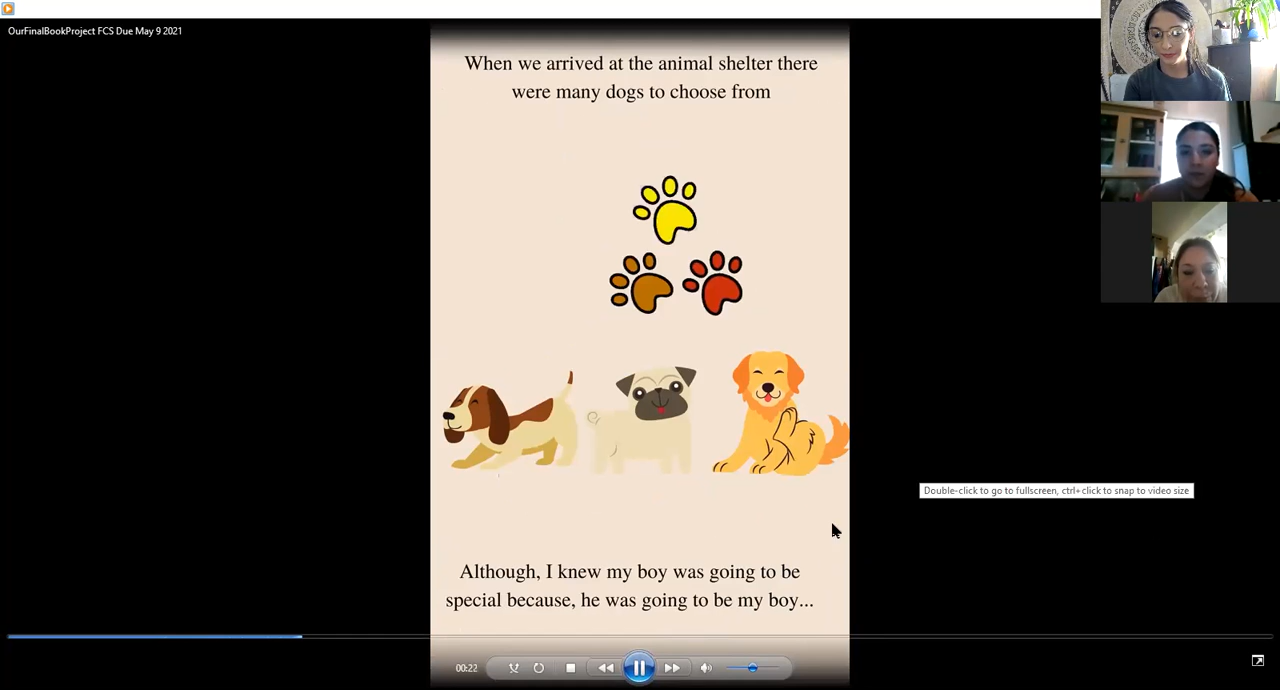 OurFinalBookProject FCS Due May 9 2021
When we arrived at the animal shelter there
were many dogs to choose from
Double-click to go to fullscreen, ctrl+click to snap to video size
Although, I knew my boy was going to be
special because, he was going to be my boy...
00:22